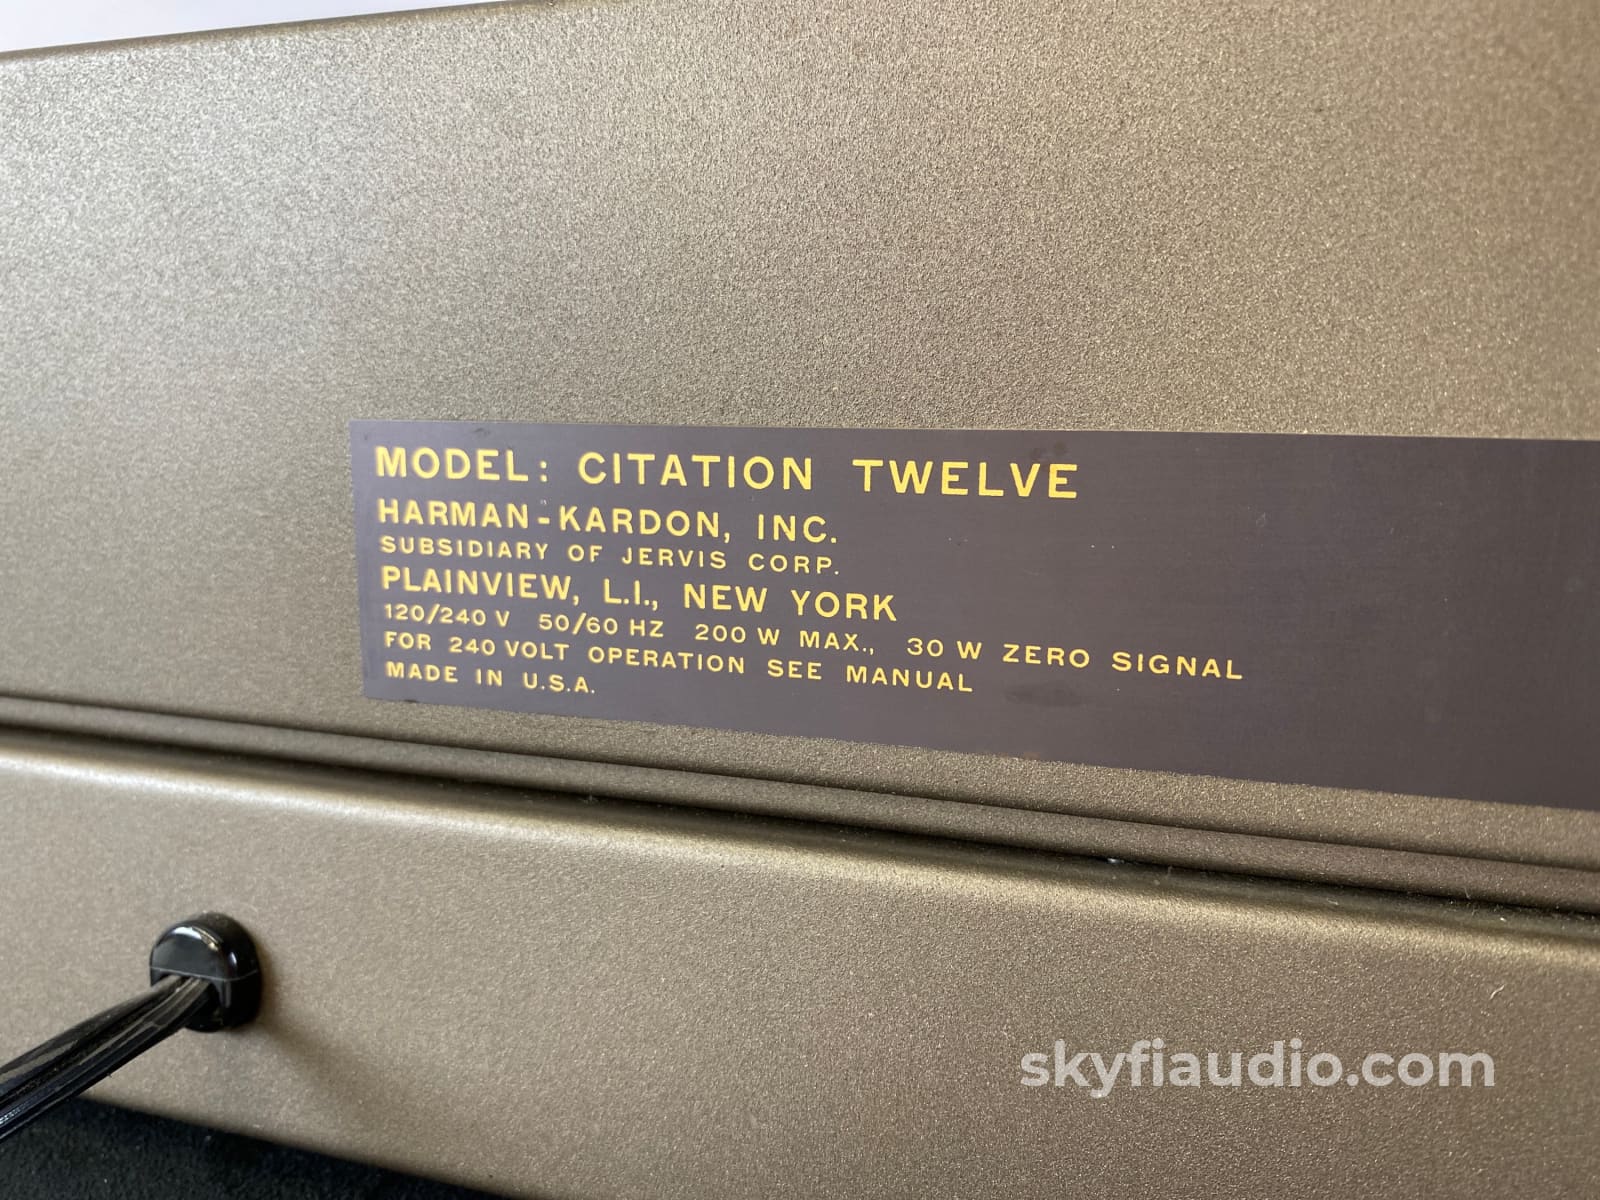 MODEL: CITATION TWELVE
HARMAN-KARDON, INC.
SUBSIDIARY OF JERVIS CORP.
PLAINVIEW, L.I., NEW YORK
120/240 V 50/60 HZ 200 W MAX., 30 W ZERO SIGNAL
FOR 240 VOLT OPERATION SEE MANUAL
MADE IN U.S.A.
skyfiaudio.com